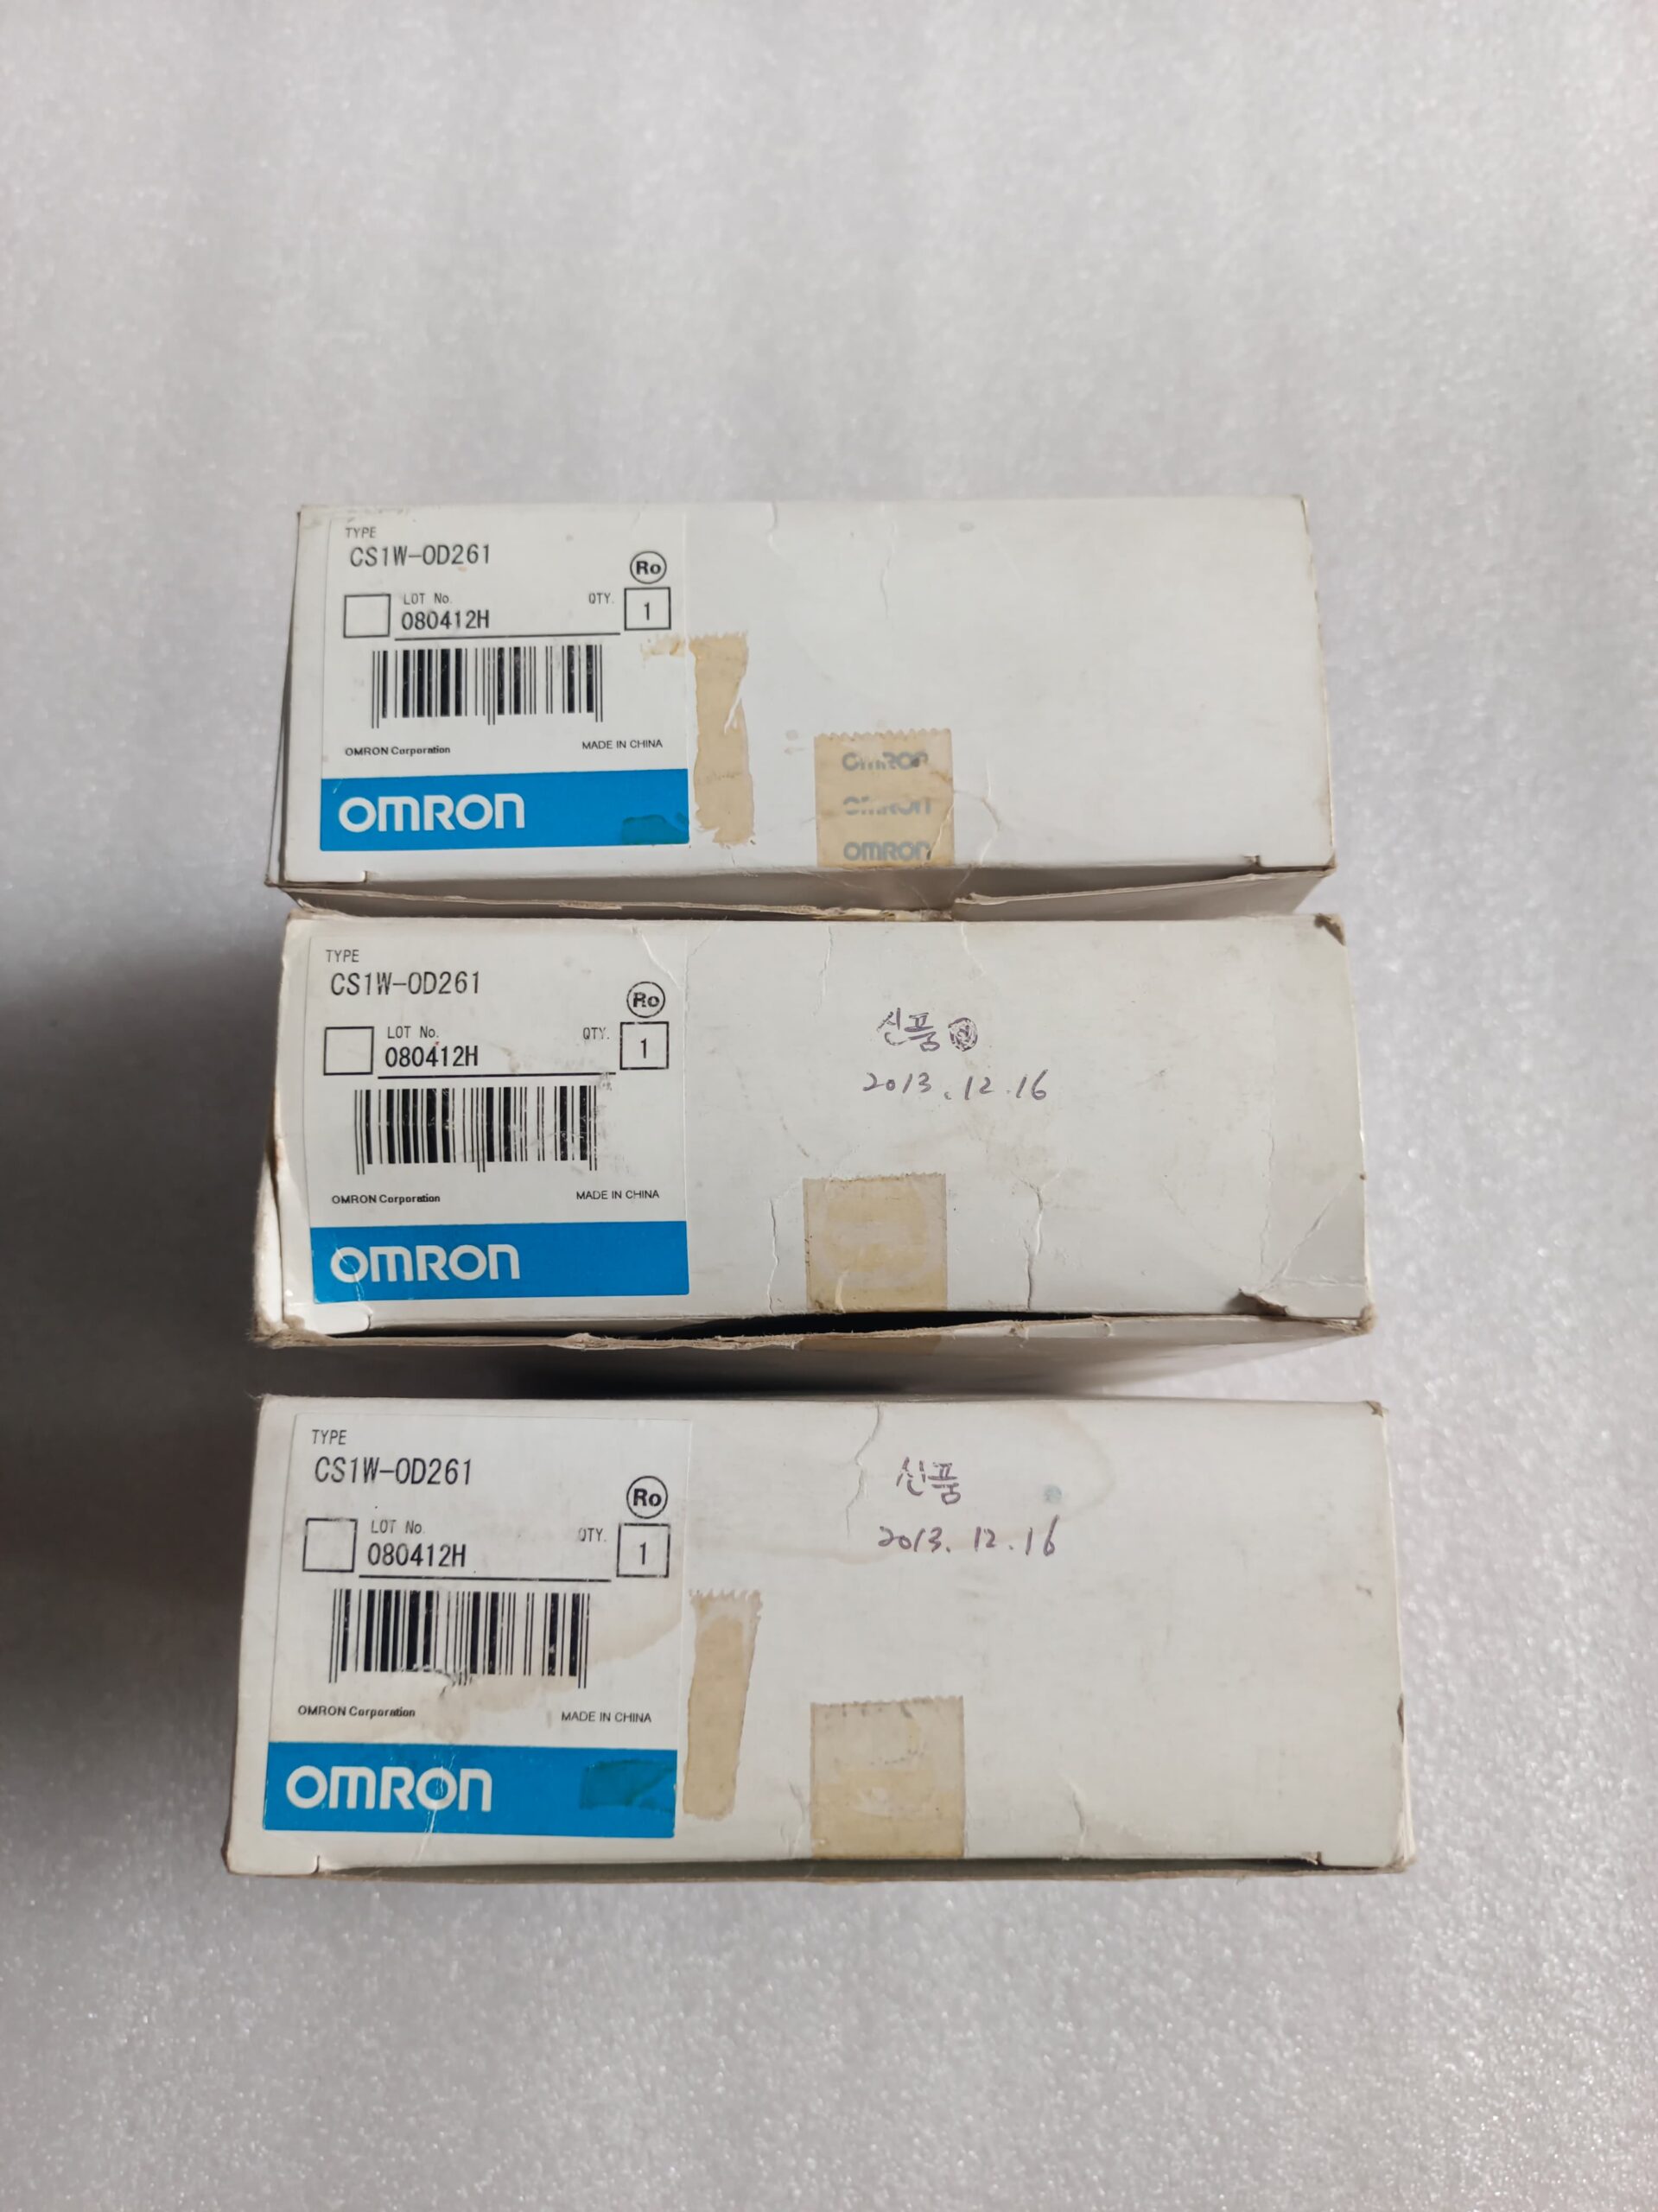 TYPE
CS1W-OD261
Ro
LOT No.
QTY.
080412H
1
OMRON Corporation
MADE IN CHINA
OMRON
OMRON
OMRON
OMRON
TYPE
CS1W-OD261
Ro
LOT No.
QTY.
080412H
1
OMRON Corporation
MADE IN CHINA
OMRON
신품
2013.12.16
TYPE
CS1W-OD261
Ro
LOT No.
QTY.
080412H
1
OMRON Corporation
MADE IN CHINA
OMRON
신품
2013.12.16